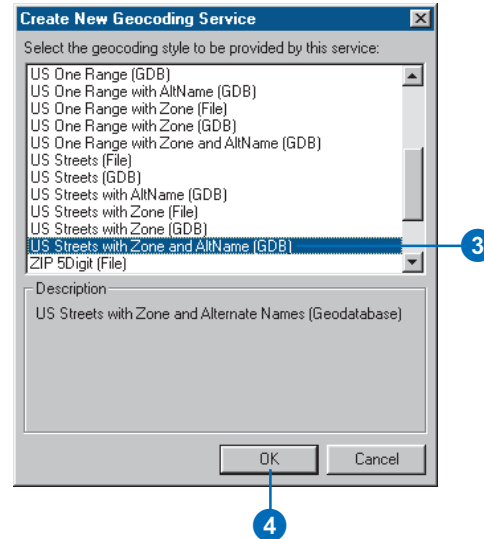 Create New Geocoding Service
Select the geocoding style to be provided by this service:
US One Range (GDB)
US One Range with AltName (GDB)
US One Range with Zone (File)
US One Range with Zone (GDB)
US One Range with Zone and AltName (GDB)
US Streets (File)
US Streets (GDB)
US Streets with AltName (GDB)
US Streets with Zone (File)
US Streets with Zone (GDB)
US Streets with Zone and AltName (GDB)
3
ZIP 5Digit (File)
Description
US Streets with Zone and Alternate Names (Geodatabase)
OK
Cancel
4